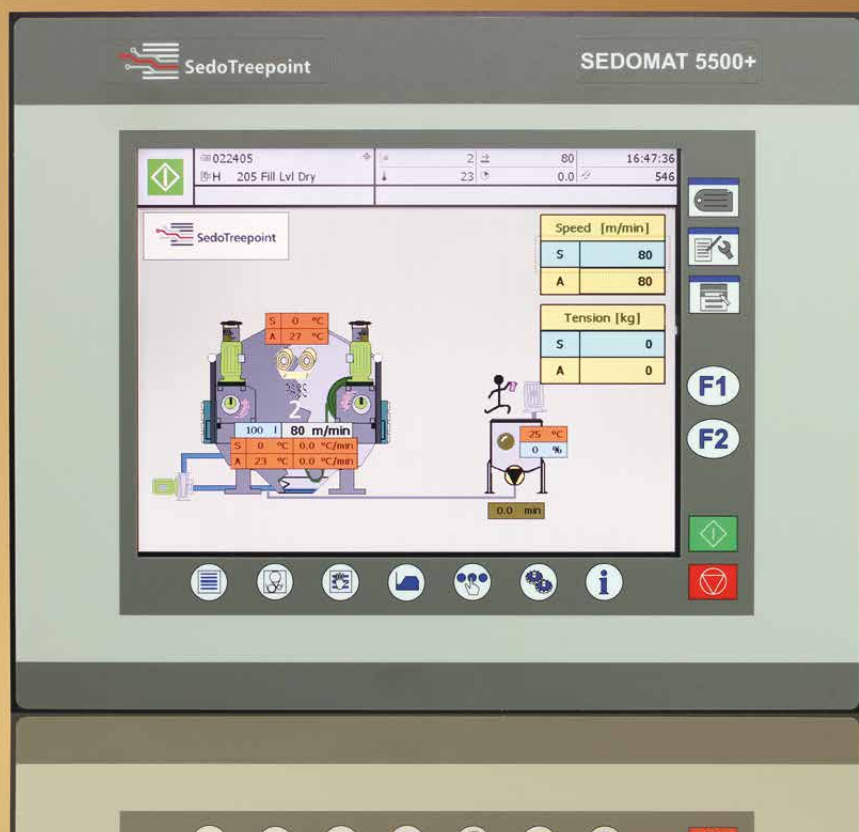 SedoTreepoint
SEDOMAT 5500+
022405 2 80 16:47:36
H 205 Fill Lvl Dry 23 0.0 546
SedoTreepoint
Speed [m/min]
S 80
A 80
Tension [kg]
S 0
A 0
S 0 °C
A 27 °C
2
100 l 80 m/min
S 0 °C 0.0 °C/min
A 23 °C 0.0 °C/min
25 °C
0 %
0.0 min
F1
F2
i